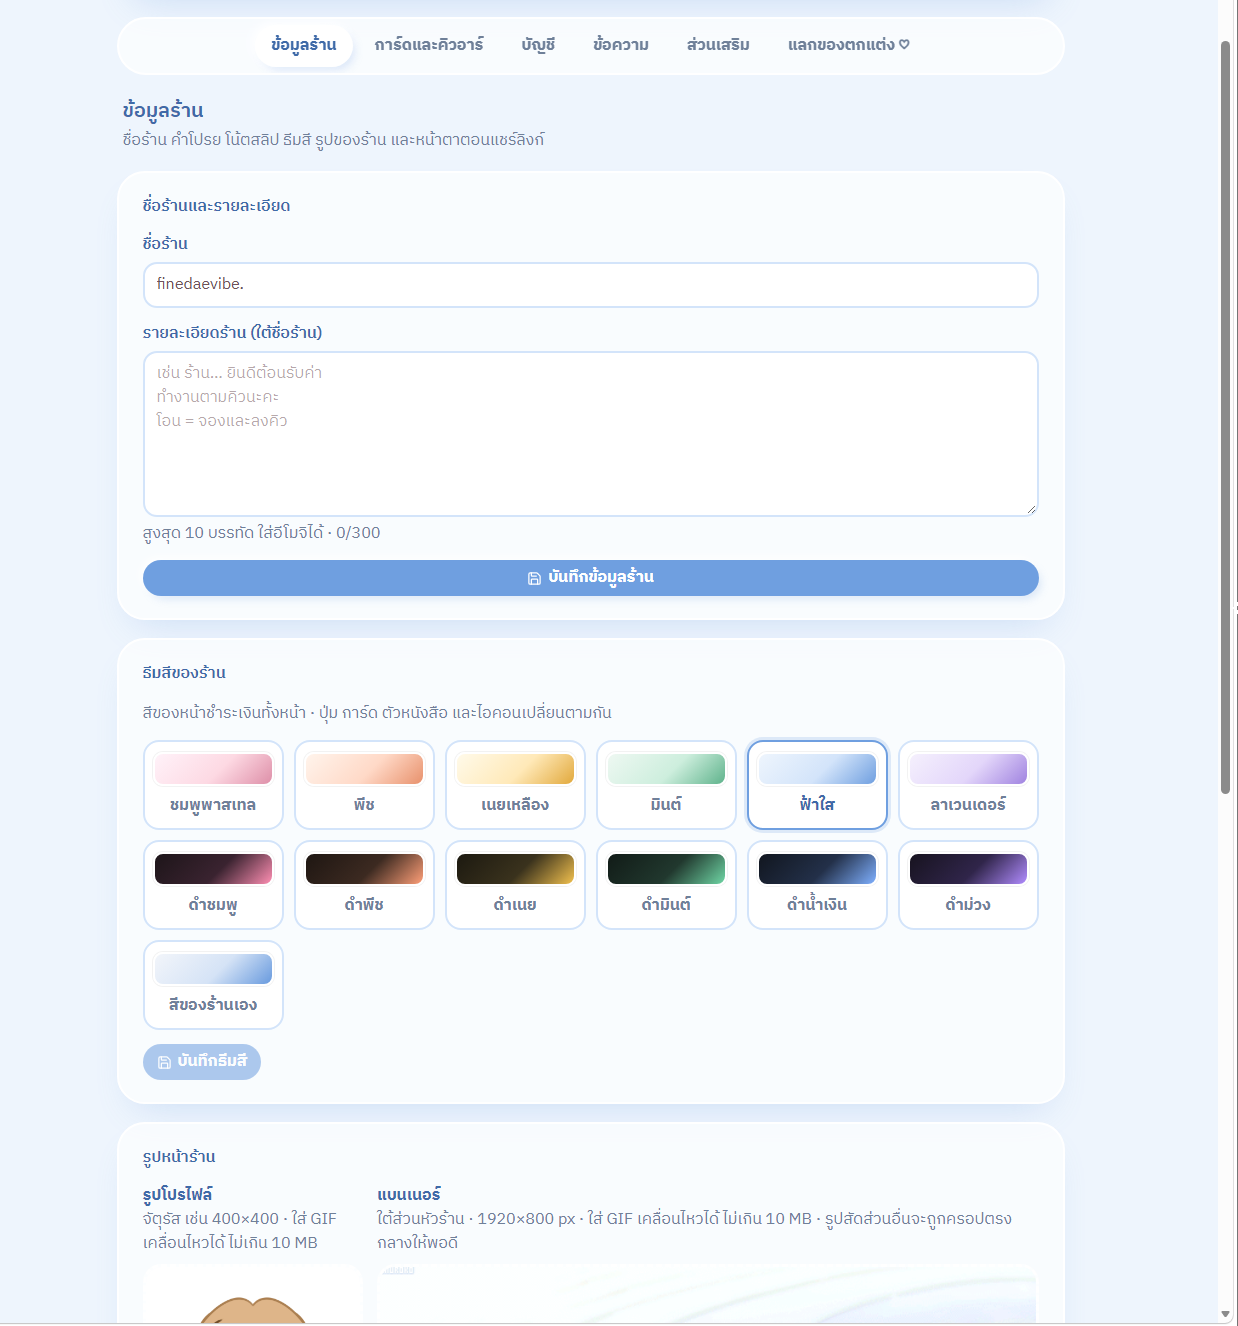 ข้อมูลร้าน การ์ดและคิวอาร์ บัญชี ข้อความ ส่วนเสริม แลกของตกแต่ง ♡
ข้อมูลร้าน
ชื่อร้าน คำโปรย โน้ตสลิป ธีมสี รูปของร้าน และหน้าตาตอนแชร์ลิงก์
ชื่อร้านและรายละเอียด
ชื่อร้าน
finedaevibe.
รายละเอียดร้าน (ใต้ชื่อร้าน)
เช่น ร้าน... ยินดีต้อนรับค่า
ทำงานตามคิวนะคะ
โอน = จองและลงคิว
สูงสุด 10 บรรทัด ใส่อีโมจิได้ · 0/300
บันทึกข้อมูลร้าน
ธีมสีของร้าน
สีของหน้าชำระเงินทั้งหน้า · ปุ่ม การ์ด ตัวหนังสือ และไอคอนเปลี่ยนตามกัน
ชมพูพาสเทล พีช เนยเหลือง มินต์ ฟ้าใส ลาเวนเดอร์
ดำชมพู ดำพีช ดำเนย ดำมินต์ ดำน้ำเงิน ดำม่วง
สีของร้านเอง
บันทึกธีมสี
รูปหน้าร้าน
รูปโปรไฟล์
จัตุรัส เช่น 400×400 · ใส่ GIF
เคลื่อนไหวได้ ไม่เกิน 10 MB
แบนเนอร์
ใต้ส่วนหัวร้าน · 1920×800 px · ใส่ GIF เคลื่อนไหวได้ ไม่เกิน 10 MB · รูปสัดส่วนอื่นจะถูกครอปตรง
กลางให้พอดี